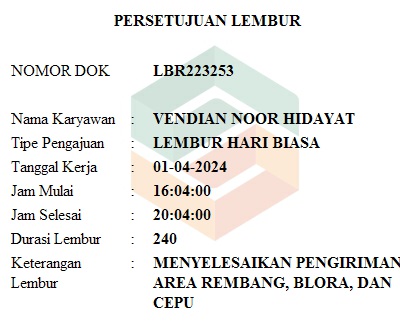 PERSETUJUAN LEMBUR
NOMOR DOK LBR223253
Nama Karyawan : VENDIAN NOOR HIDAYAT
Tipe Pengajuan : LEMBUR HARI BIASA
Tanggal Kerja : 01-04-2024
Jam Mulai : 16:04:00
Jam Selesai : 20:04:00
Durasi Lembur : 240
Keterangan : MENYELESAIKAN PENGIRIMAN
Lembur AREA REMBANG, BLORA, DAN
CEPU